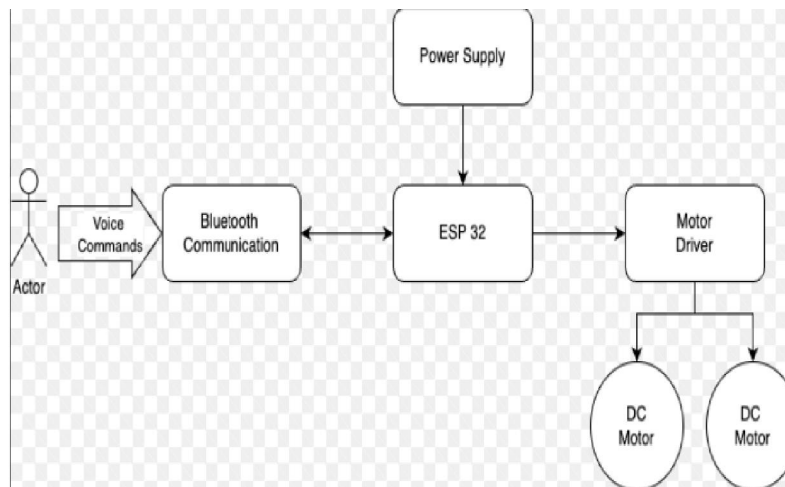 Power Supply
Voice
Commands
Bluetooth
Communication
ESP 32
Motor
Driver
Actor
DC
Motor
DC
Motor